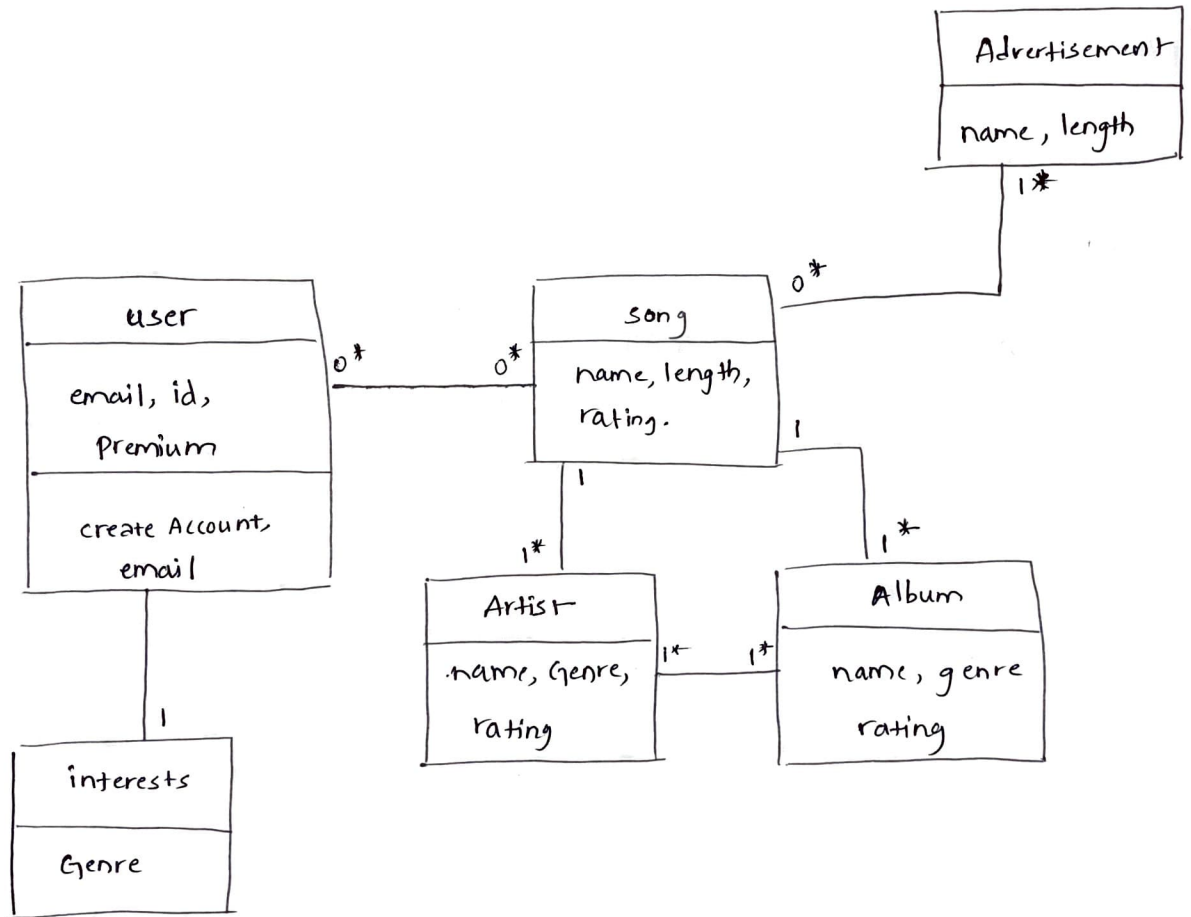 Advertisement
name, length
1*
0*
user
email, id,
Premium
create Account,
email
0*
0*
song
name, length,
rating.
1
1
1*
1*
Artist
name, Genre,
rating
1*
1*
Album
name, genre
rating
1
interests
Genre